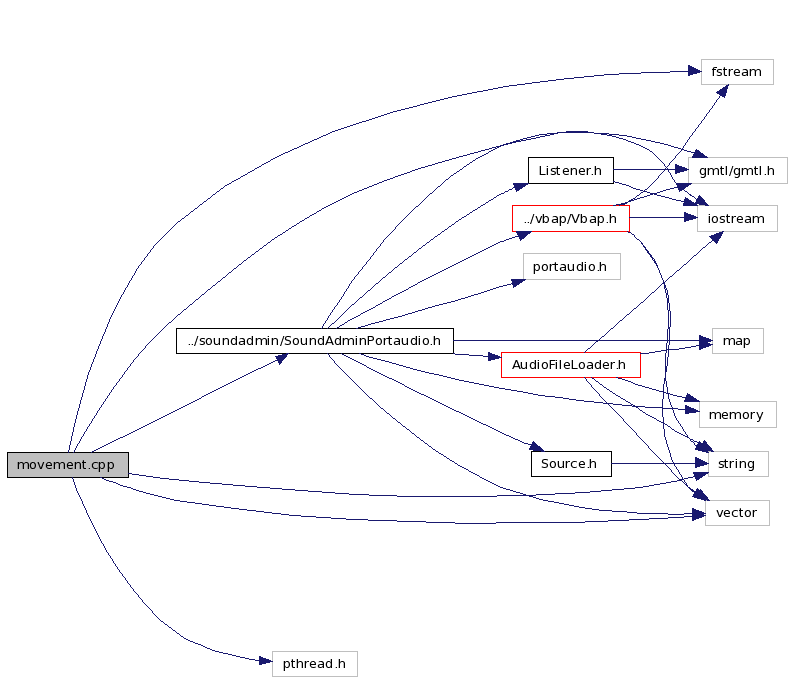 fstream
Listener.h
gmtl/gmtl.h
../vbap/Vbap.h
iostream
portaudio.h
../soundadmin/SoundAdminPortaudio.h
map
AudioFileLoader.h
memory
movement.cpp
Source.h
string
vector
pthread.h